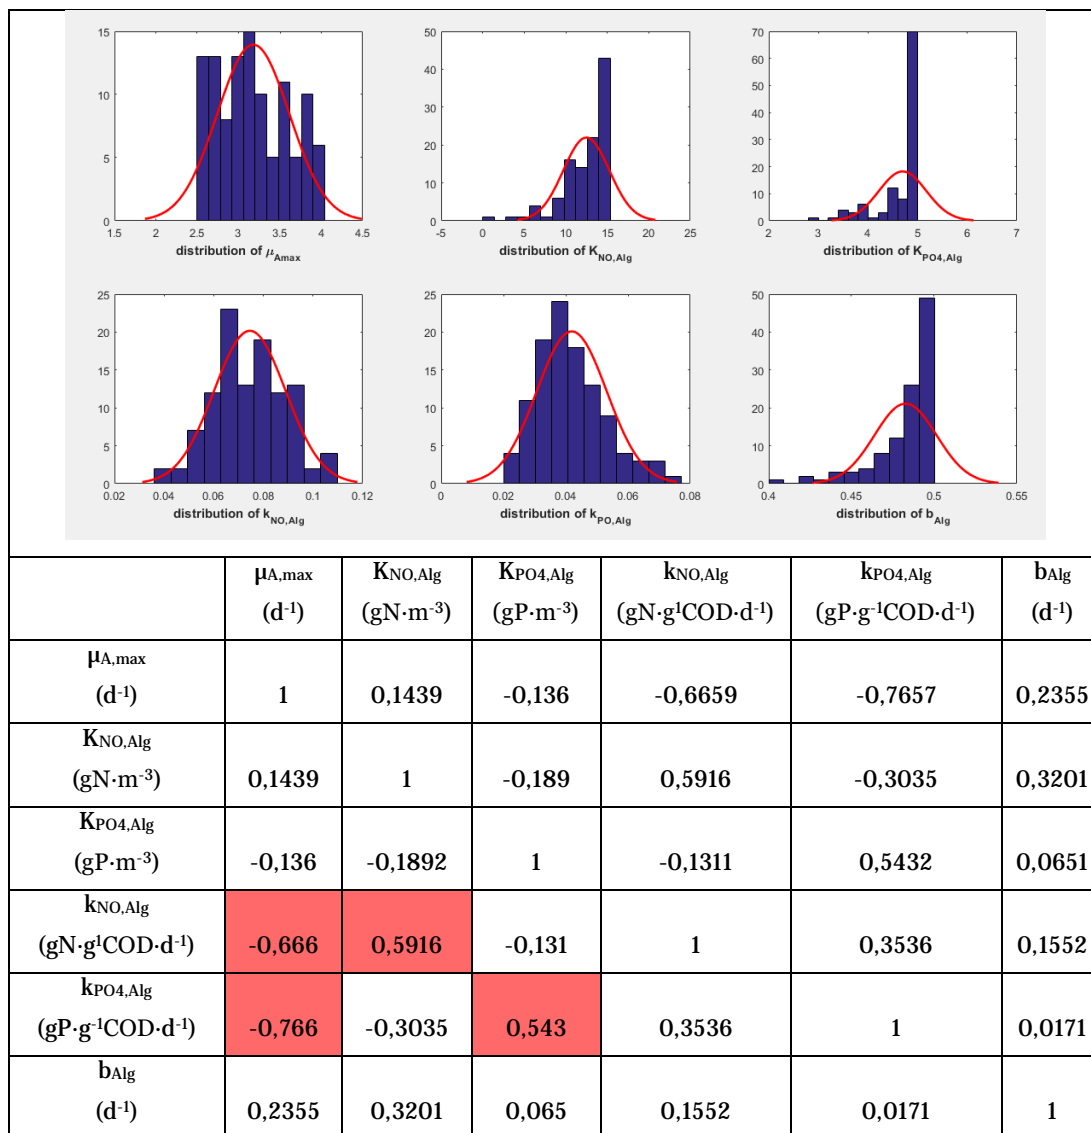 15
10
5
0
1.5 2 2.5 3 3.5 4 4.5
distribution of μAmax
50
40
30
20
10
0
-5 0 5 10 15 20 25
distribution of KNO,Alg
70
60
50
40
30
20
10
0
2 3 4 5 6 7
distribution of KPO4,Alg
25
20
15
10
5
0
0.02 0.04 0.06 0.08 0.1 0.12
distribution of kNO,Alg
25
20
15
10
5
0
0 0.02 0.04 0.06 0.08
distribution of kPO,Alg
50
40
30
20
10
0
0.4 0.45 0.5 0.55
distribution of bAlg
μA,max KNO,Alg KPO4,Alg kNO,Alg kPO4,Alg bAlg
(d-1) (gN·m-3) (gP·m-3) (gN·g1COD·d-1) (gP·g-1COD·d-1) (d-1)
μA,max
(d-1) 1 0,1439 -0,136 -0,6659 -0,7657 0,2355
KNO,Alg
(gN·m-3) 0,1439 1 -0,189 0,5916 -0,3035 0,3201
KPO4,Alg
(gP·m-3) -0,136 -0,1892 1 -0,1311 0,5432 0,0651
kNO,Alg
(gN·g1COD·d-1) -0,666 0,5916 -0,131 1 0,3536 0,1552
kPO4,Alg
(gP·g-1COD·d-1) -0,766 -0,3035 0,543 0,3536 1 0,0171
bAlg
(d-1) 0,2355 0,3201 0,065 0,1552 0,0171 1